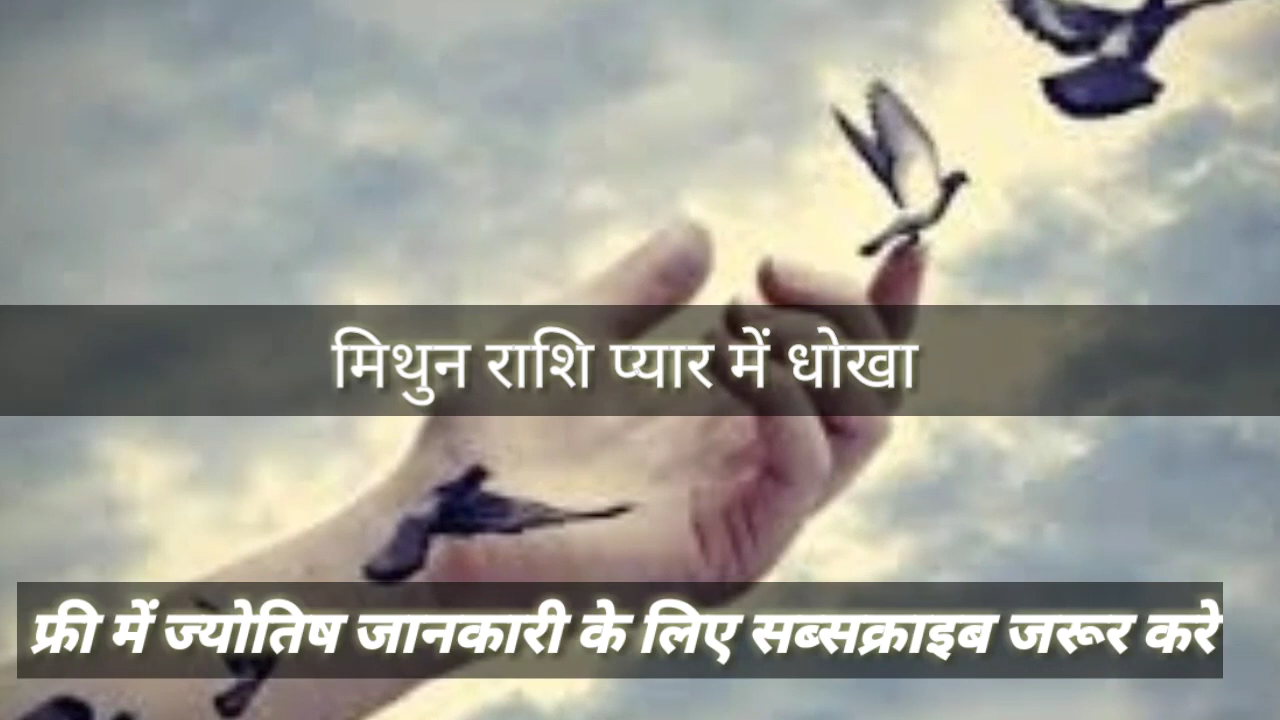 मिथुन राशि प्यार में धोखा
फ्री में ज्योतिष जानकारी के लिए सब्सक्राइब जरूर करे